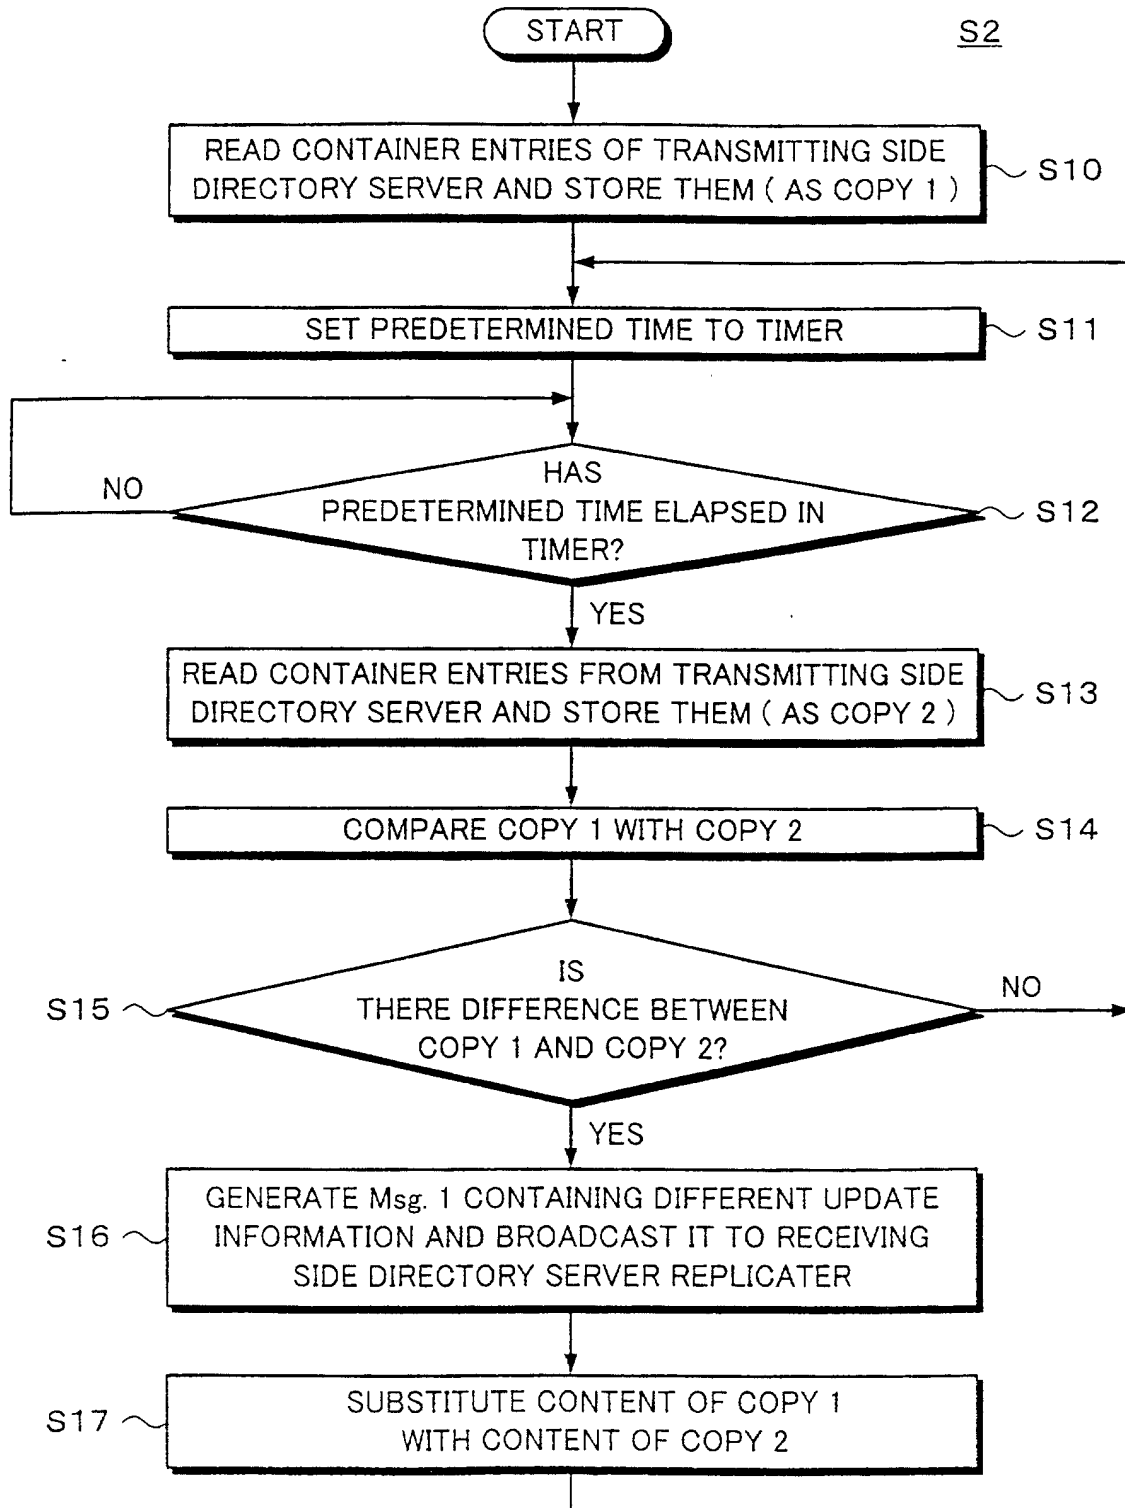 START
S2
READ CONTAINER ENTRIES OF TRANSMITTING SIDE
DIRECTORY SERVER AND STORE THEM ( AS COPY 1 )
S10
SET PREDETERMINED TIME TO TIMER
S11
NO
HAS
PREDETERMINED TIME ELAPSED IN
TIMER?
S12
YES
READ CONTAINER ENTRIES FROM TRANSMITTING SIDE
DIRECTORY SERVER AND STORE THEM ( AS COPY 2 )
S13
COMPARE COPY 1 WITH COPY 2
S14
S15
IS
THERE DIFFERENCE BETWEEN
COPY 1 AND COPY 2?
NO
YES
S16
GENERATE Msg. 1 CONTAINING DIFFERENT UPDATE
INFORMATION AND BROADCAST IT TO RECEIVING
SIDE DIRECTORY SERVER REPLICATER
S17
SUBSTITUTE CONTENT OF COPY 1
WITH CONTENT OF COPY 2